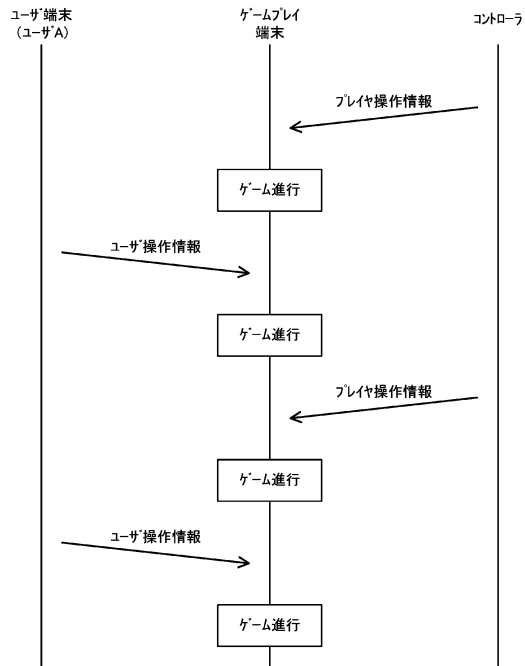 ﾕｰｻﾞ端末
(ﾕｰｻﾞA)
ｹﾞｰﾑﾌﾟﾚｲ
端末
ｺﾝﾄﾛｰﾗ
ﾌﾟﾚｲﾔ操作情報
ｹﾞｰﾑ進行
ﾕｰｻﾞ操作情報
ｹﾞｰﾑ進行
ﾌﾟﾚｲﾔ操作情報
ｹﾞｰﾑ進行
ﾕｰｻﾞ操作情報
ｹﾞｰﾑ進行